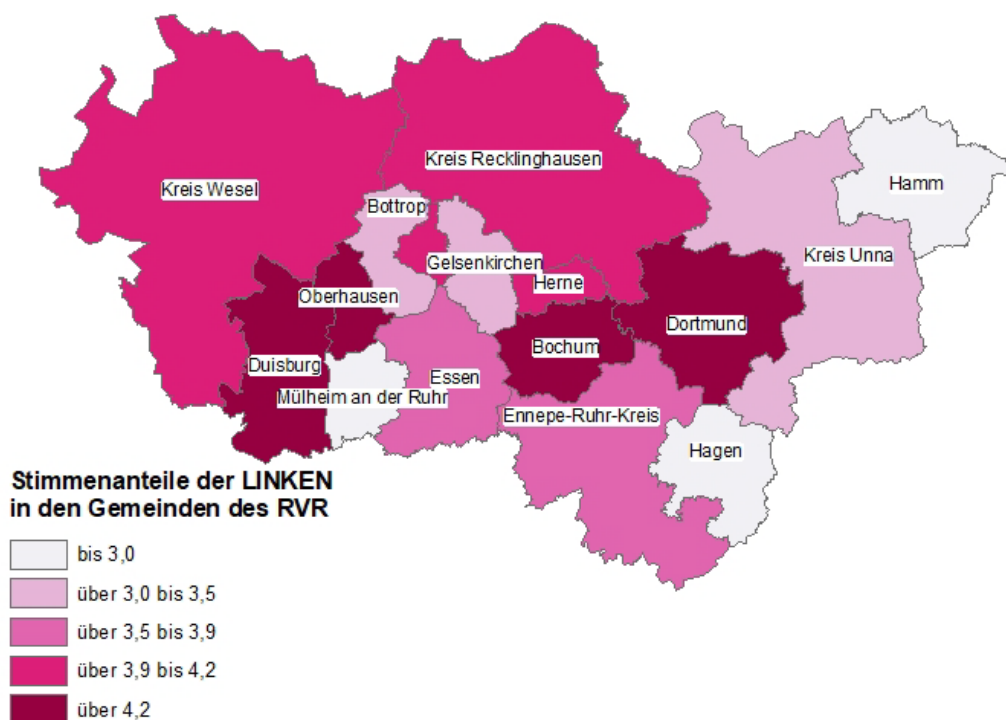 Kreis Recklinghausen
Kreis Wesel
Hamm
Bottrop
Kreis Unna
Gelsenkirchen
Herne
Oberhausen
Dortmund
Bochum
Duisburg
Essen
Mülheim an der Ruhr
Ennepe-Ruhr-Kreis
Hagen
Stimmenanteile der LINKEN
in den Gemeinden des RVR
bis 3,0
über 3,0 bis 3,5
über 3,5 bis 3,9
über 3,9 bis 4,2
über 4,2